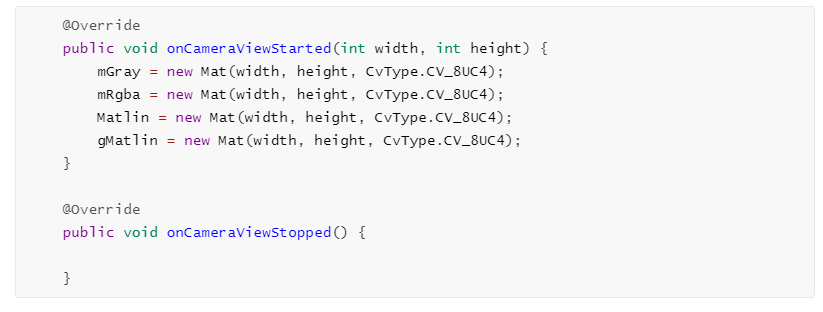 @Override
public void onCameraViewStarted(int width, int height) {
mGray = new Mat(width, height, CvType.CV_8UC4);
mRgba = new Mat(width, height, CvType.CV_8UC4);
Matlin = new Mat(width, height, CvType.CV_8UC4);
gMatlin = new Mat(width, height, CvType.CV_8UC4);
}
@Override
public void onCameraViewStopped() {
}